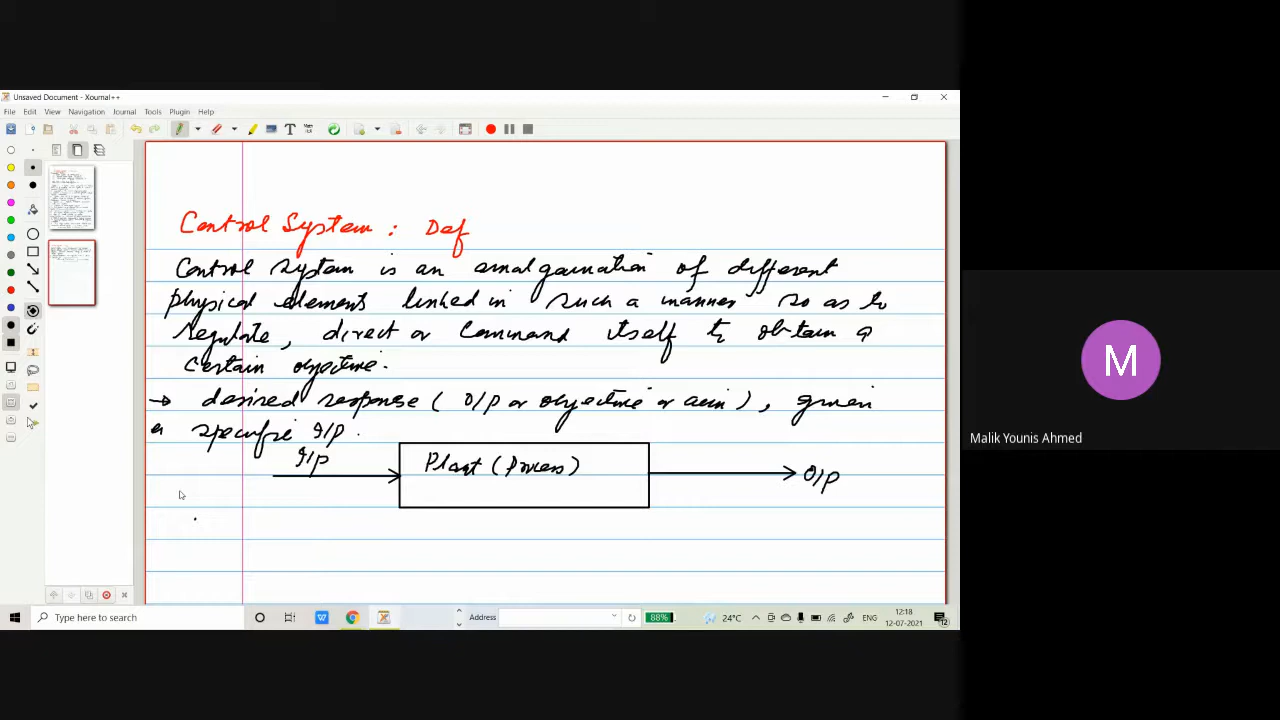 Unsaved Document - Xournal++
File Edit View Navigation Journal Tools Plugin Help
Control System : Def
Control System is an amalgamation of different
physical elements linked in such a manner so as to
regulate, direct or Command itself to obtain a
Certain objective.
→ desired response ( O/P or objective or aim ), given
a specific I/P.
I/P
Plant (Process)
O/P
M
Malik Younis Ahmed
Type here to search
Address
88%
24°C
ENG
12:18
12-07-2021
12